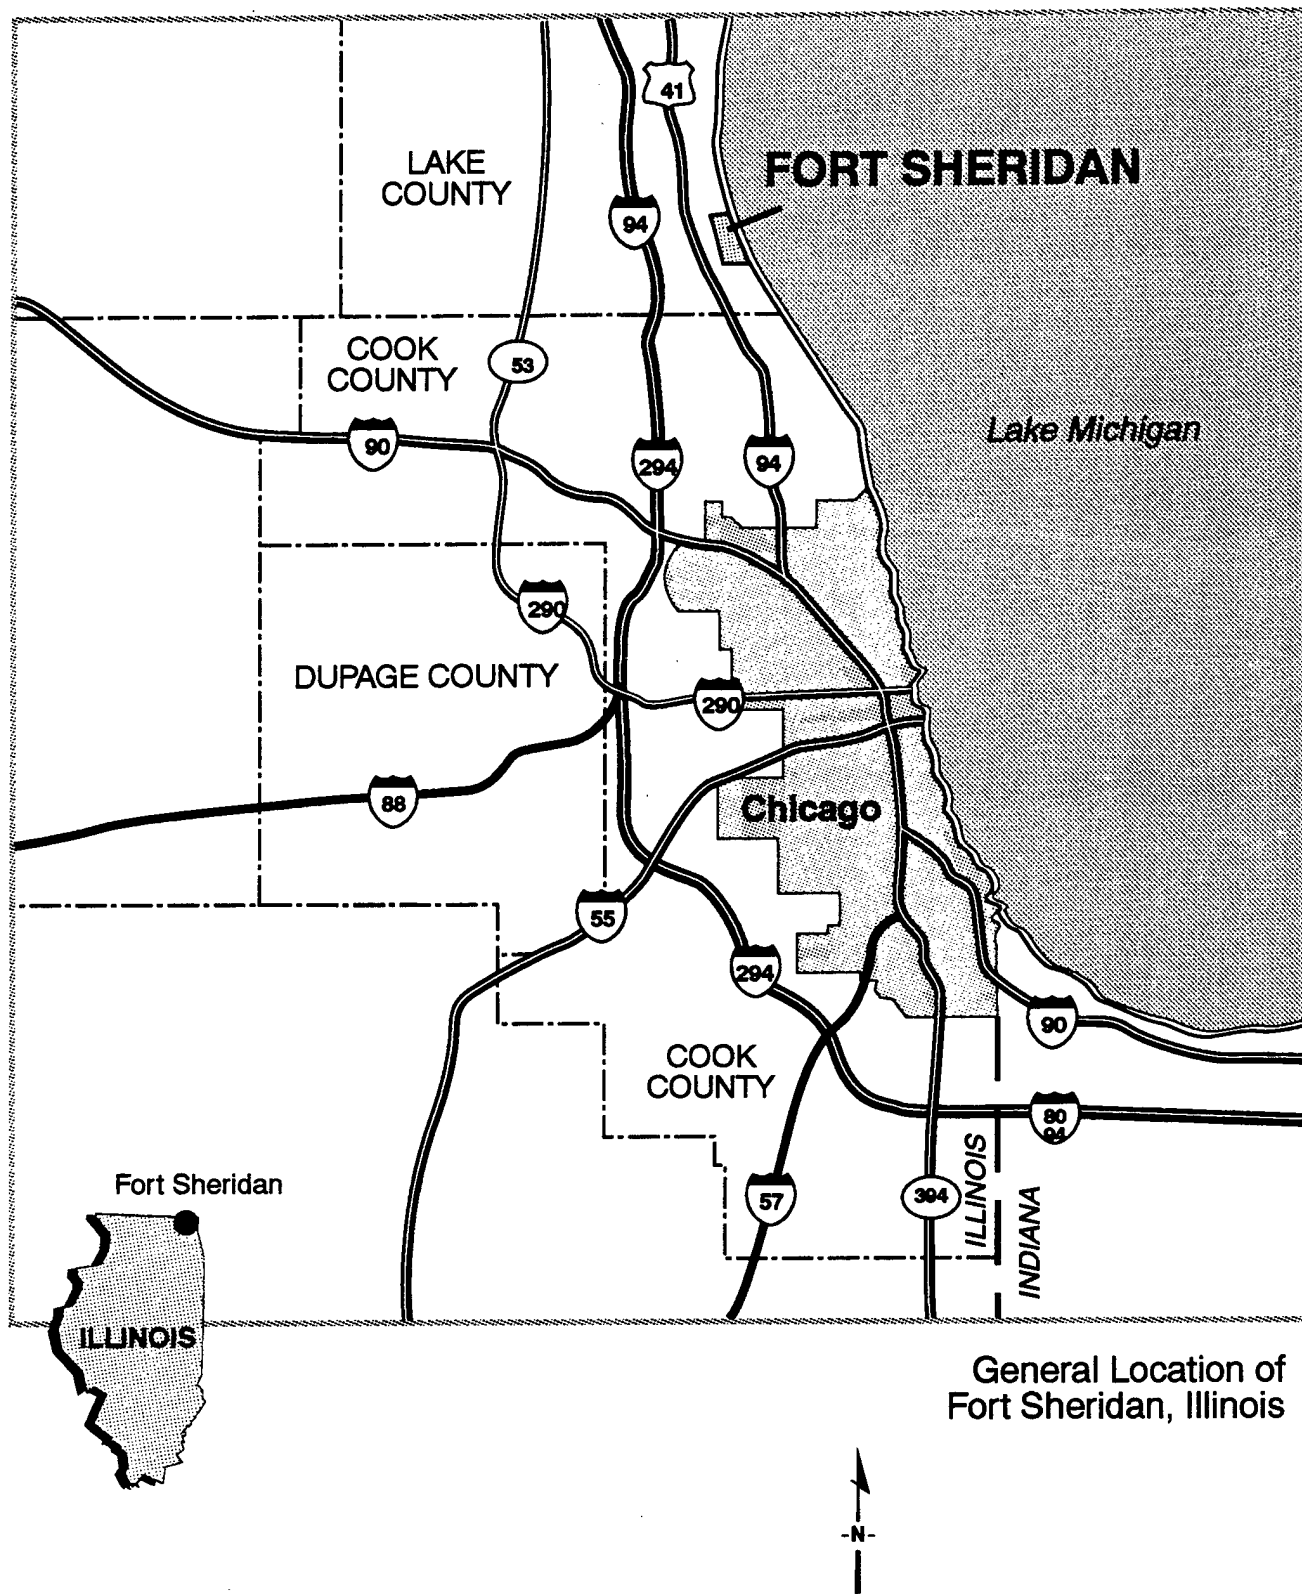 41
FORT SHERIDAN
LAKE
COUNTY
94
COOK
COUNTY
53
Lake Michigan
90
294
94
290
DUPAGE COUNTY
290
88
Chicago
55
294
90
COOK
COUNTY
80
94
ILLINOIS
INDIANA
57
394
Fort Sheridan
ILLINOIS
General Location of
Fort Sheridan, Illinois
-N-